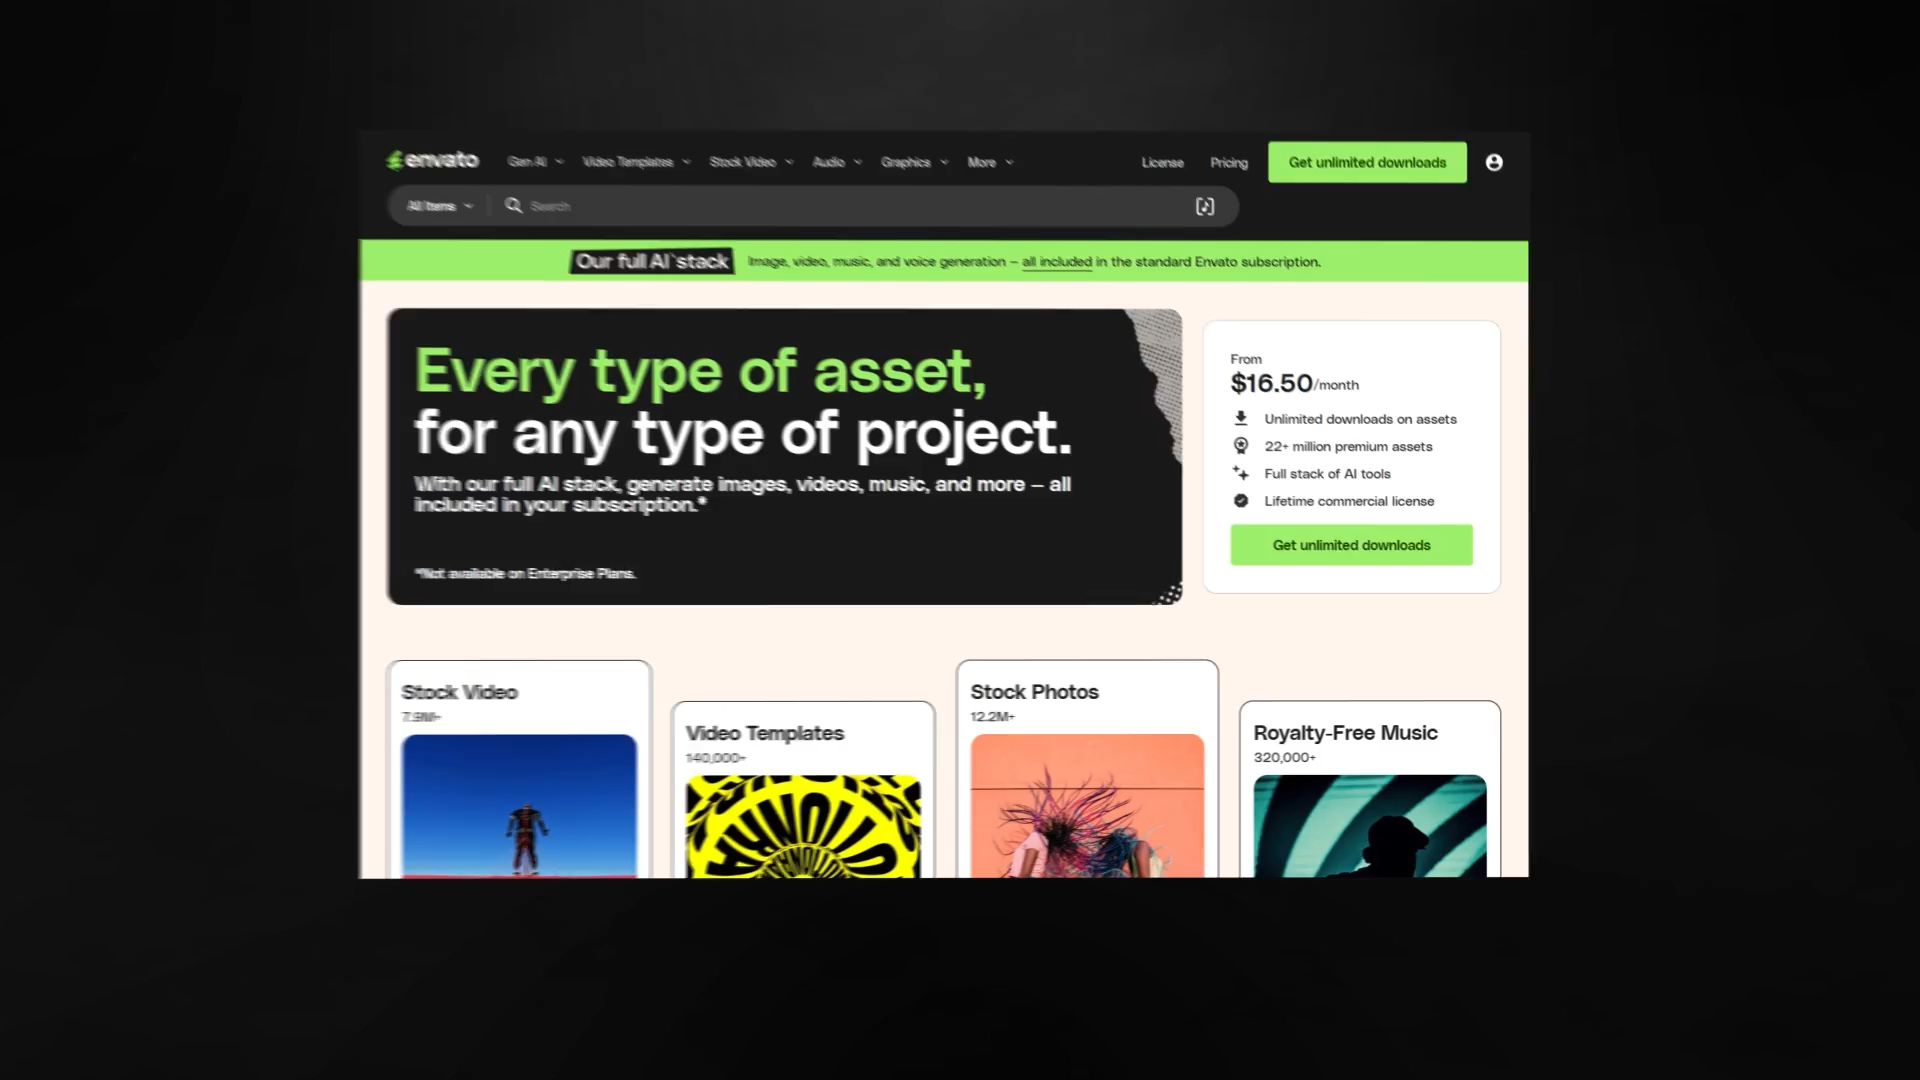 envato
Gen AI
Video Templates
Stock Video
Audio
Graphics
More
License
Pricing
Get unlimited downloads
All Items
Search
Our full AI stack
Image, video, music, and voice generation – all included in the standard Envato subscription.
Every type of asset,
for any type of project.
With our full AI stack, generate images, videos, music, and more – all
included in your subscription.*
*Not available on Enterprise Plans.
From
$16.50/month
Unlimited downloads on assets
22+ million premium assets
Full stack of AI tools
Lifetime commercial license
Get unlimited downloads
Stock Video
7.9M+
Video Templates
140,000+
Stock Photos
12.2M+
Royalty-Free Music
320,000+